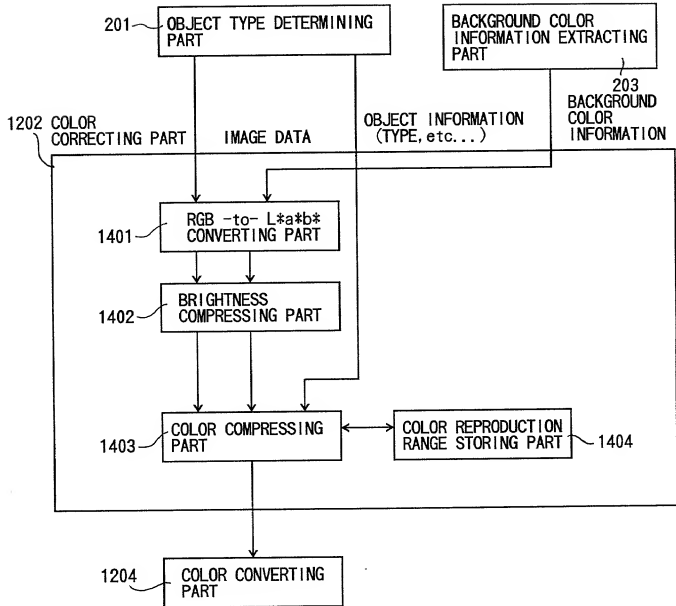 201
OBJECT TYPE DETERMINING
PART
BACKGROUND COLOR
INFORMATION EXTRACTING
PART
203
1202
COLOR
CORRECTING PART
IMAGE DATA
OBJECT INFORMATION
(TYPE, etc...)
BACKGROUND
COLOR
INFORMATION
1401
RGB -to- L*a*b*
CONVERTING PART
1402
BRIGHTNESS
COMPRESSING PART
1403
COLOR COMPRESSING
PART
COLOR REPRODUCTION
RANGE STORING PART
1404
1204
COLOR CONVERTING
PART